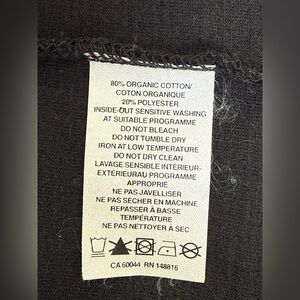 80% ORGANIC COTTON/
COTON ORGANIQUE
20% POLYESTER
INSIDE-OUT SENSITIVE WASHING
AT SUITABLE PROGRAMME
DO NOT BLEACH
DO NOT TUMBLE DRY
IRON AT LOW TEMPERATURE
DO NOT DRY CLEAN
LAVAGE SENSIBLE INTERIEUR-
EXTÉRIEURAU PROGRAMME
APPROPRIE
NE PAS JAVELLISER
NE PAS SÉCHER EN MACHINE
REPASSER À BASSE
TEMPÉRATURE
NE PAS NETTOYER À SEC
CA 60044 RN 148816